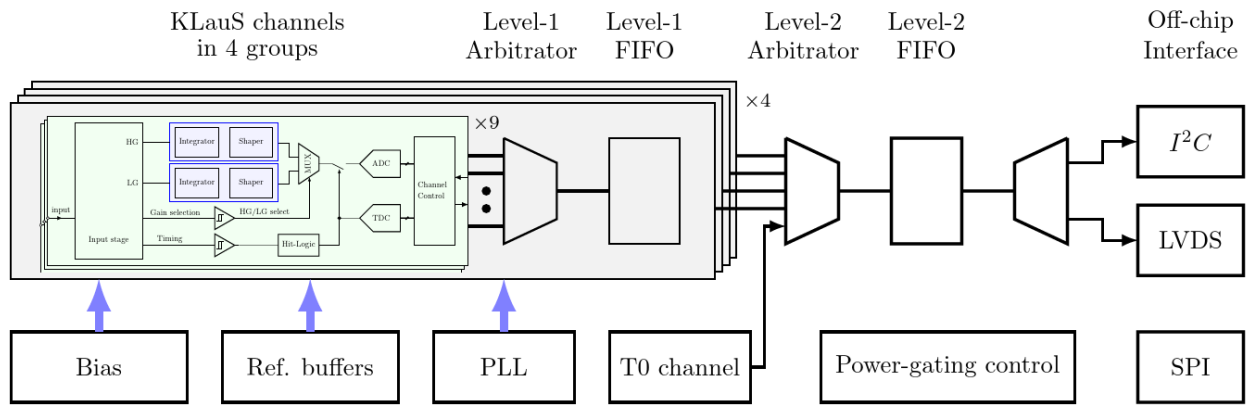 KLauS channels
in 4 groups
Level-1
Arbitrator
Level-1
FIFO
Level-2
Arbitrator
Level-2
FIFO
Off-chip
Interface
×4
×9
HG
Integrator
Shaper
MUX
ADC
LG
Integrator
Shaper
Channel
Control
input
Gain selection
HG/LG select
TDC
Input stage
Timing
Hit-Logic
I²C
LVDS
Bias
Ref. buffers
PLL
T0 channel
Power-gating control
SPI